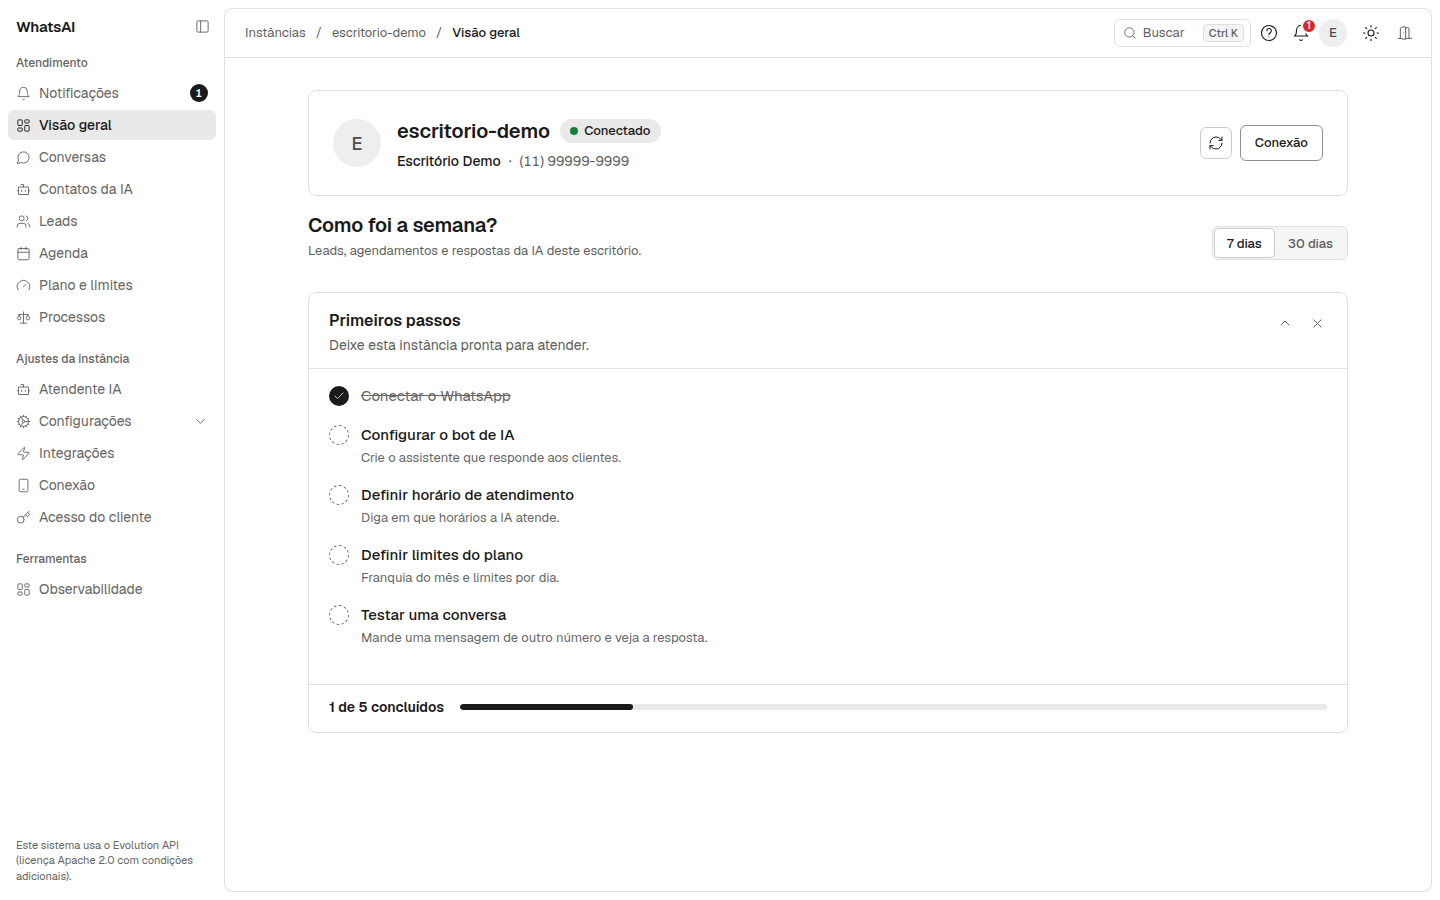 WhatsAI
Atendimento
Notificações 1
Visão geral
Conversas
Contatos da IA
Leads
Agenda
Plano e limites
Processos
Ajustes da instância
Atendente IA
Configurações
Integrações
Conexão
Acesso do cliente
Ferramentas
Observabilidade
Este sistema usa o Evolution API
(licença Apache 2.0 com condições
adicionais).
Instâncias / escritorio-demo / Visão geral
Buscar Ctrl K 1 E
E
escritorio-demo Conectado
Escritório Demo · (11) 99999-9999
Conexão
Como foi a semana?
Leads, agendamentos e respostas da IA deste escritório.
7 dias 30 dias
Primeiros passos
Deixe esta instância pronta para atender.
Conectar o WhatsApp
Configurar o bot de IA
Crie o assistente que responde aos clientes.
Definir horário de atendimento
Diga em que horários a IA atende.
Definir limites do plano
Franquia do mês e limites por dia.
Testar uma conversa
Mande uma mensagem de outro número e veja a resposta.
1 de 5 concluídos